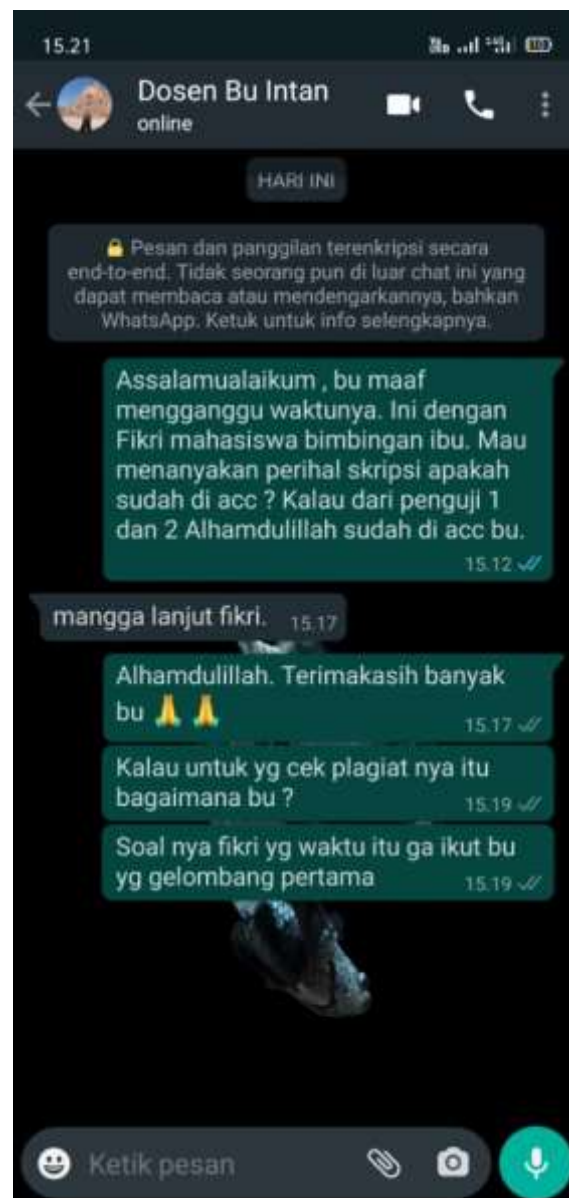 15.21
Dosen Bu Intan
online
HARI INI
Pesan dan panggilan terenkripsi secara
end-to-end. Tidak seorang pun di luar chat ini yang
dapat membaca atau mendengarkannya, bahkan
WhatsApp. Ketuk untuk info selengkapnya.
Assalamualaikum , bu maaf
mengganggu waktunya. Ini dengan
Fikri mahasiswa bimbingan ibu. Mau
menanyakan perihal skripsi apakah
sudah di acc ? Kalau dari penguji 1
dan 2 Alhamdulillah sudah di acc bu.
15.12
mangga lanjut fikri. 15.17
Alhamdulillah. Terimakasih banyak
bu 🙏 🙏
15.17
Kalau untuk yg cek plagiat nya itu
bagaimana bu ?
15.19
Soal nya fikri yg waktu itu ga ikut bu
yg gelombang pertama
15.19
Ketik pesan